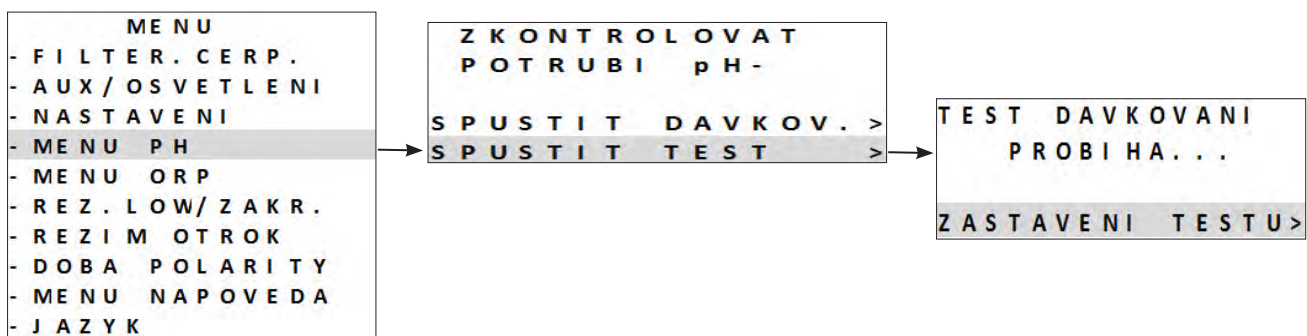 MENU
- FILTER. CERP.
- AUX/OSVETLENI
- NASTAVENI
- MENU PH
- MENU ORP
- REZ. LOW/ZAKR.
- REZIM OTROK
- DOBA POLARITY
- MENU NAPOVEDA
- JAZYK
ZKONTROLOVAT
POTRUBI pH-
SPUSTIT DAVKOV. >
SPUSTIT TEST >
TEST DAVKOVANI
PROBIHA...
ZASTAVENI TESTU>